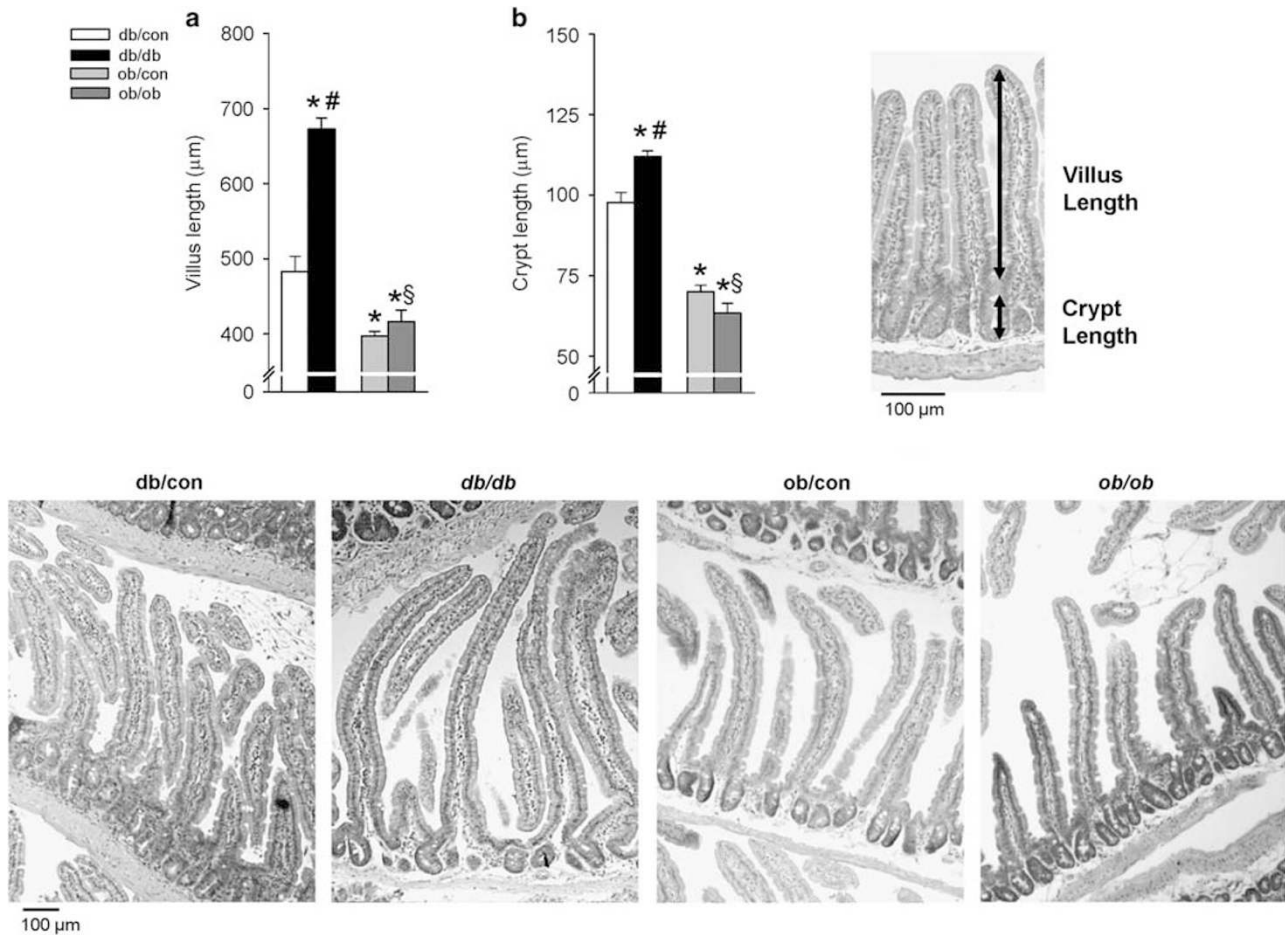 a
b
db/con
db/db
ob/con
ob/ob
Villus length (μm)
800
700
600
500
400
0
* #
*
*§
Crypt length (μm)
150
125
100
75
50
0
* #
*
*§
Villus
Length
Crypt
Length
100 μm
db/con
db/db
ob/con
ob/ob
100 μm